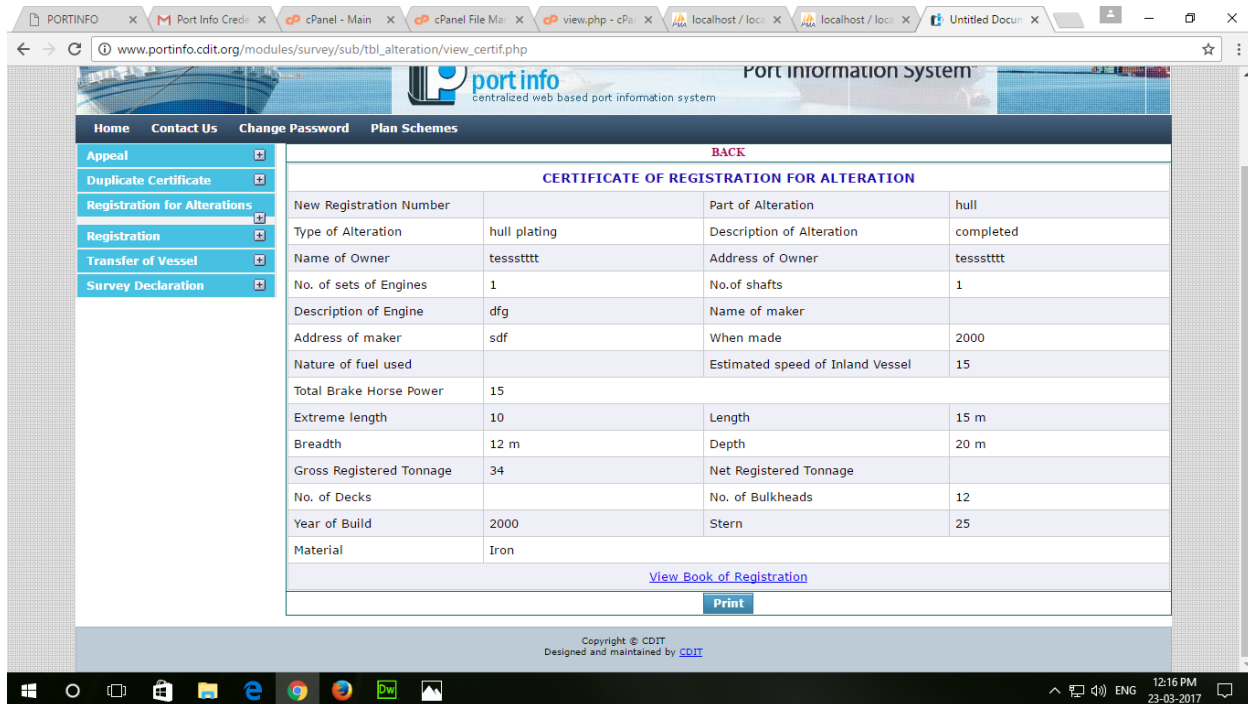 PORTINFO
Port Info Crede
cPanel - Main
cPanel File Mar
view.php - cPa
localhost / loca
localhost / loca
Untitled Docun
www.portinfo.cdit.org/modules/survey/sub/tbl_alteration/view_certif.php
port info
Port Information System
centralized web based port information system
Home Contact Us Change Password Plan Schemes
Appeal
Duplicate Certificate
Registration for Alterations
Registration
Transfer of Vessel
Survey Declaration
BACK
CERTIFICATE OF REGISTRATION FOR ALTERATION
New Registration Number Part of Alteration hull
Type of Alteration hull plating Description of Alteration completed
Name of Owner tessstttt Address of Owner tessstttt
No. of sets of Engines 1 No.of shafts 1
Description of Engine dfg Name of maker
Address of maker sdf When made 2000
Nature of fuel used Estimated speed of Inland Vessel 15
Total Brake Horse Power 15
Extreme length 10 Length 15 m
Breadth 12 m Depth 20 m
Gross Registered Tonnage 34 Net Registered Tonnage
No. of Decks No. of Bulkheads 12
Year of Build 2000 Stern 25
Material Iron
View Book of Registration
Print
Copyright © CDIT
Designed and maintained by CDIT
Dw
ENG
12:16 PM
23-03-2017